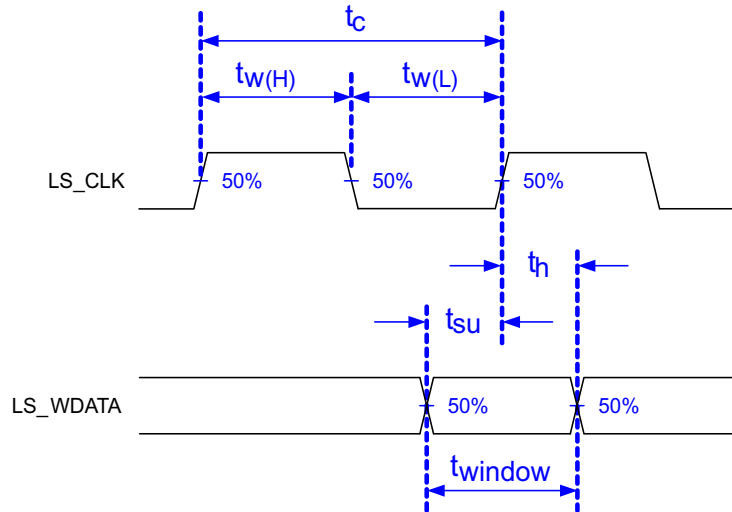 tc
tw(H)
tw(L)
LS_CLK
50%
50%
50%
th
tsu
LS_WDATA
50%
50%
twindow